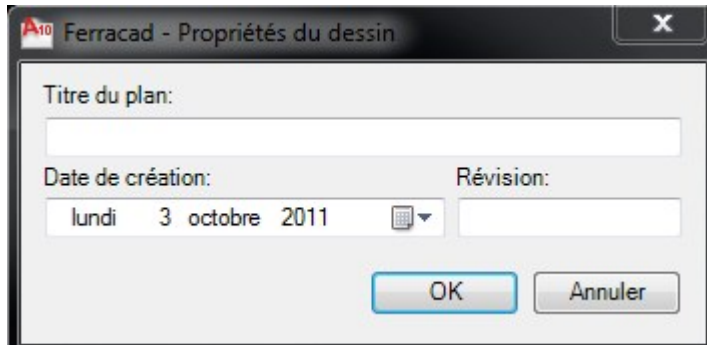 A10 Ferracad - Propriétés du dessin
Titre du plan:
Date de création: Révision:
lundi 3 octobre 2011
OK Annuler